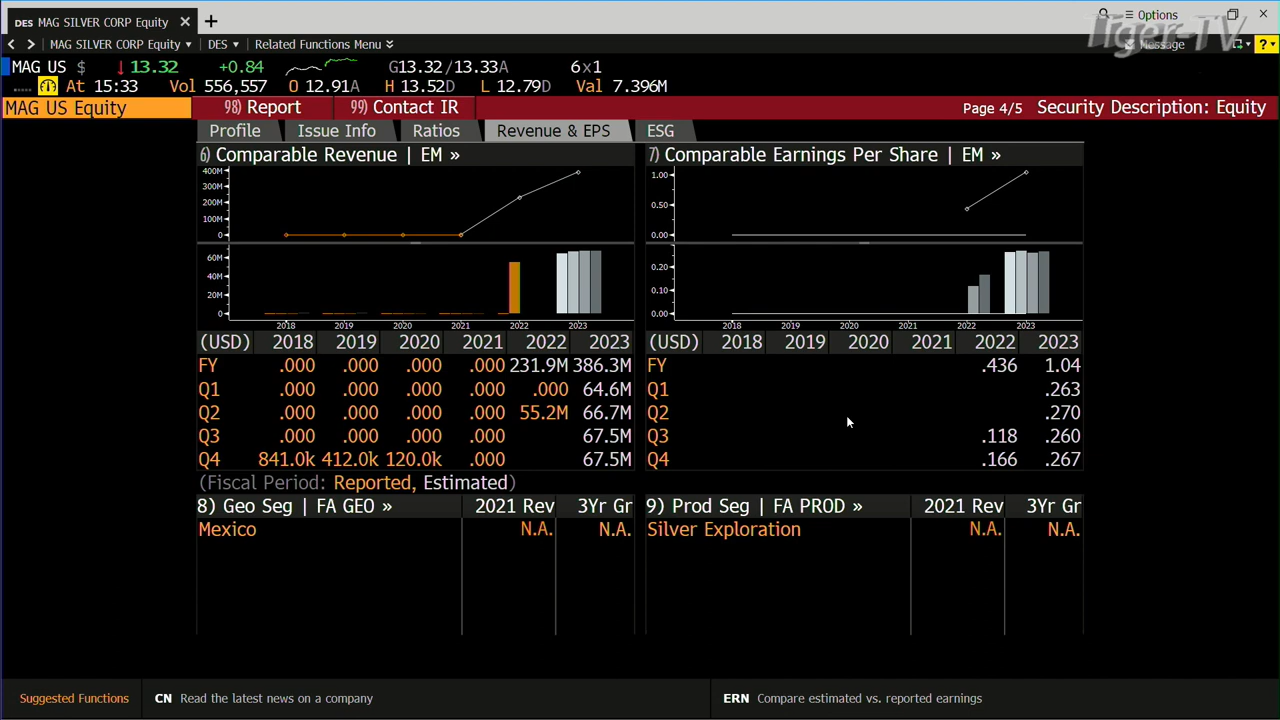 DES MAG SILVER CORP Equity × +
Options
Tiger-TV
< > MAG SILVER CORP Equity ▾ DES ▾ Related Functions Menu
Message
?
MAG US $ ↓13.32 +0.84 G13.32/13.33A 6×1
At 15:33 Vol 556,557 O 12.91A H 13.52D L 12.79D Val 7.396M
MAG US Equity 98) Report 99) Contact IR Page 4/5 Security Description: Equity
Profile Issue Info Ratios Revenue & EPS ESG
6) Comparable Revenue | EM »
400M
300M
200M
100M
0
60M
40M
20M
0
2018 2019 2020 2021 2022 2023
(USD) 2018 2019 2020 2021 2022 2023
FY .000 .000 .000 .000 231.9M 386.3M
Q1 .000 .000 .000 .000 .000 64.6M
Q2 .000 .000 .000 .000 55.2M 66.7M
Q3 .000 .000 .000 .000 67.5M
Q4 841.0k 412.0k 120.0k .000 67.5M
(Fiscal Period: Reported, Estimated)
7) Comparable Earnings Per Share | EM »
1.00
0.50
0.00
0.20
0.10
0.00
2018 2019 2020 2021 2022 2023
(USD) 2018 2019 2020 2021 2022 2023
FY .436 1.04
Q1 .263
Q2 .270
Q3 .118 .260
Q4 .166 .267
8) Geo Seg | FA GEO » 2021 Rev 3Yr Gr
Mexico N.A. N.A.
9) Prod Seg | FA PROD » 2021 Rev 3Yr Gr
Silver Exploration N.A. N.A.
Suggested Functions CN Read the latest news on a company ERN Compare estimated vs. reported earnings